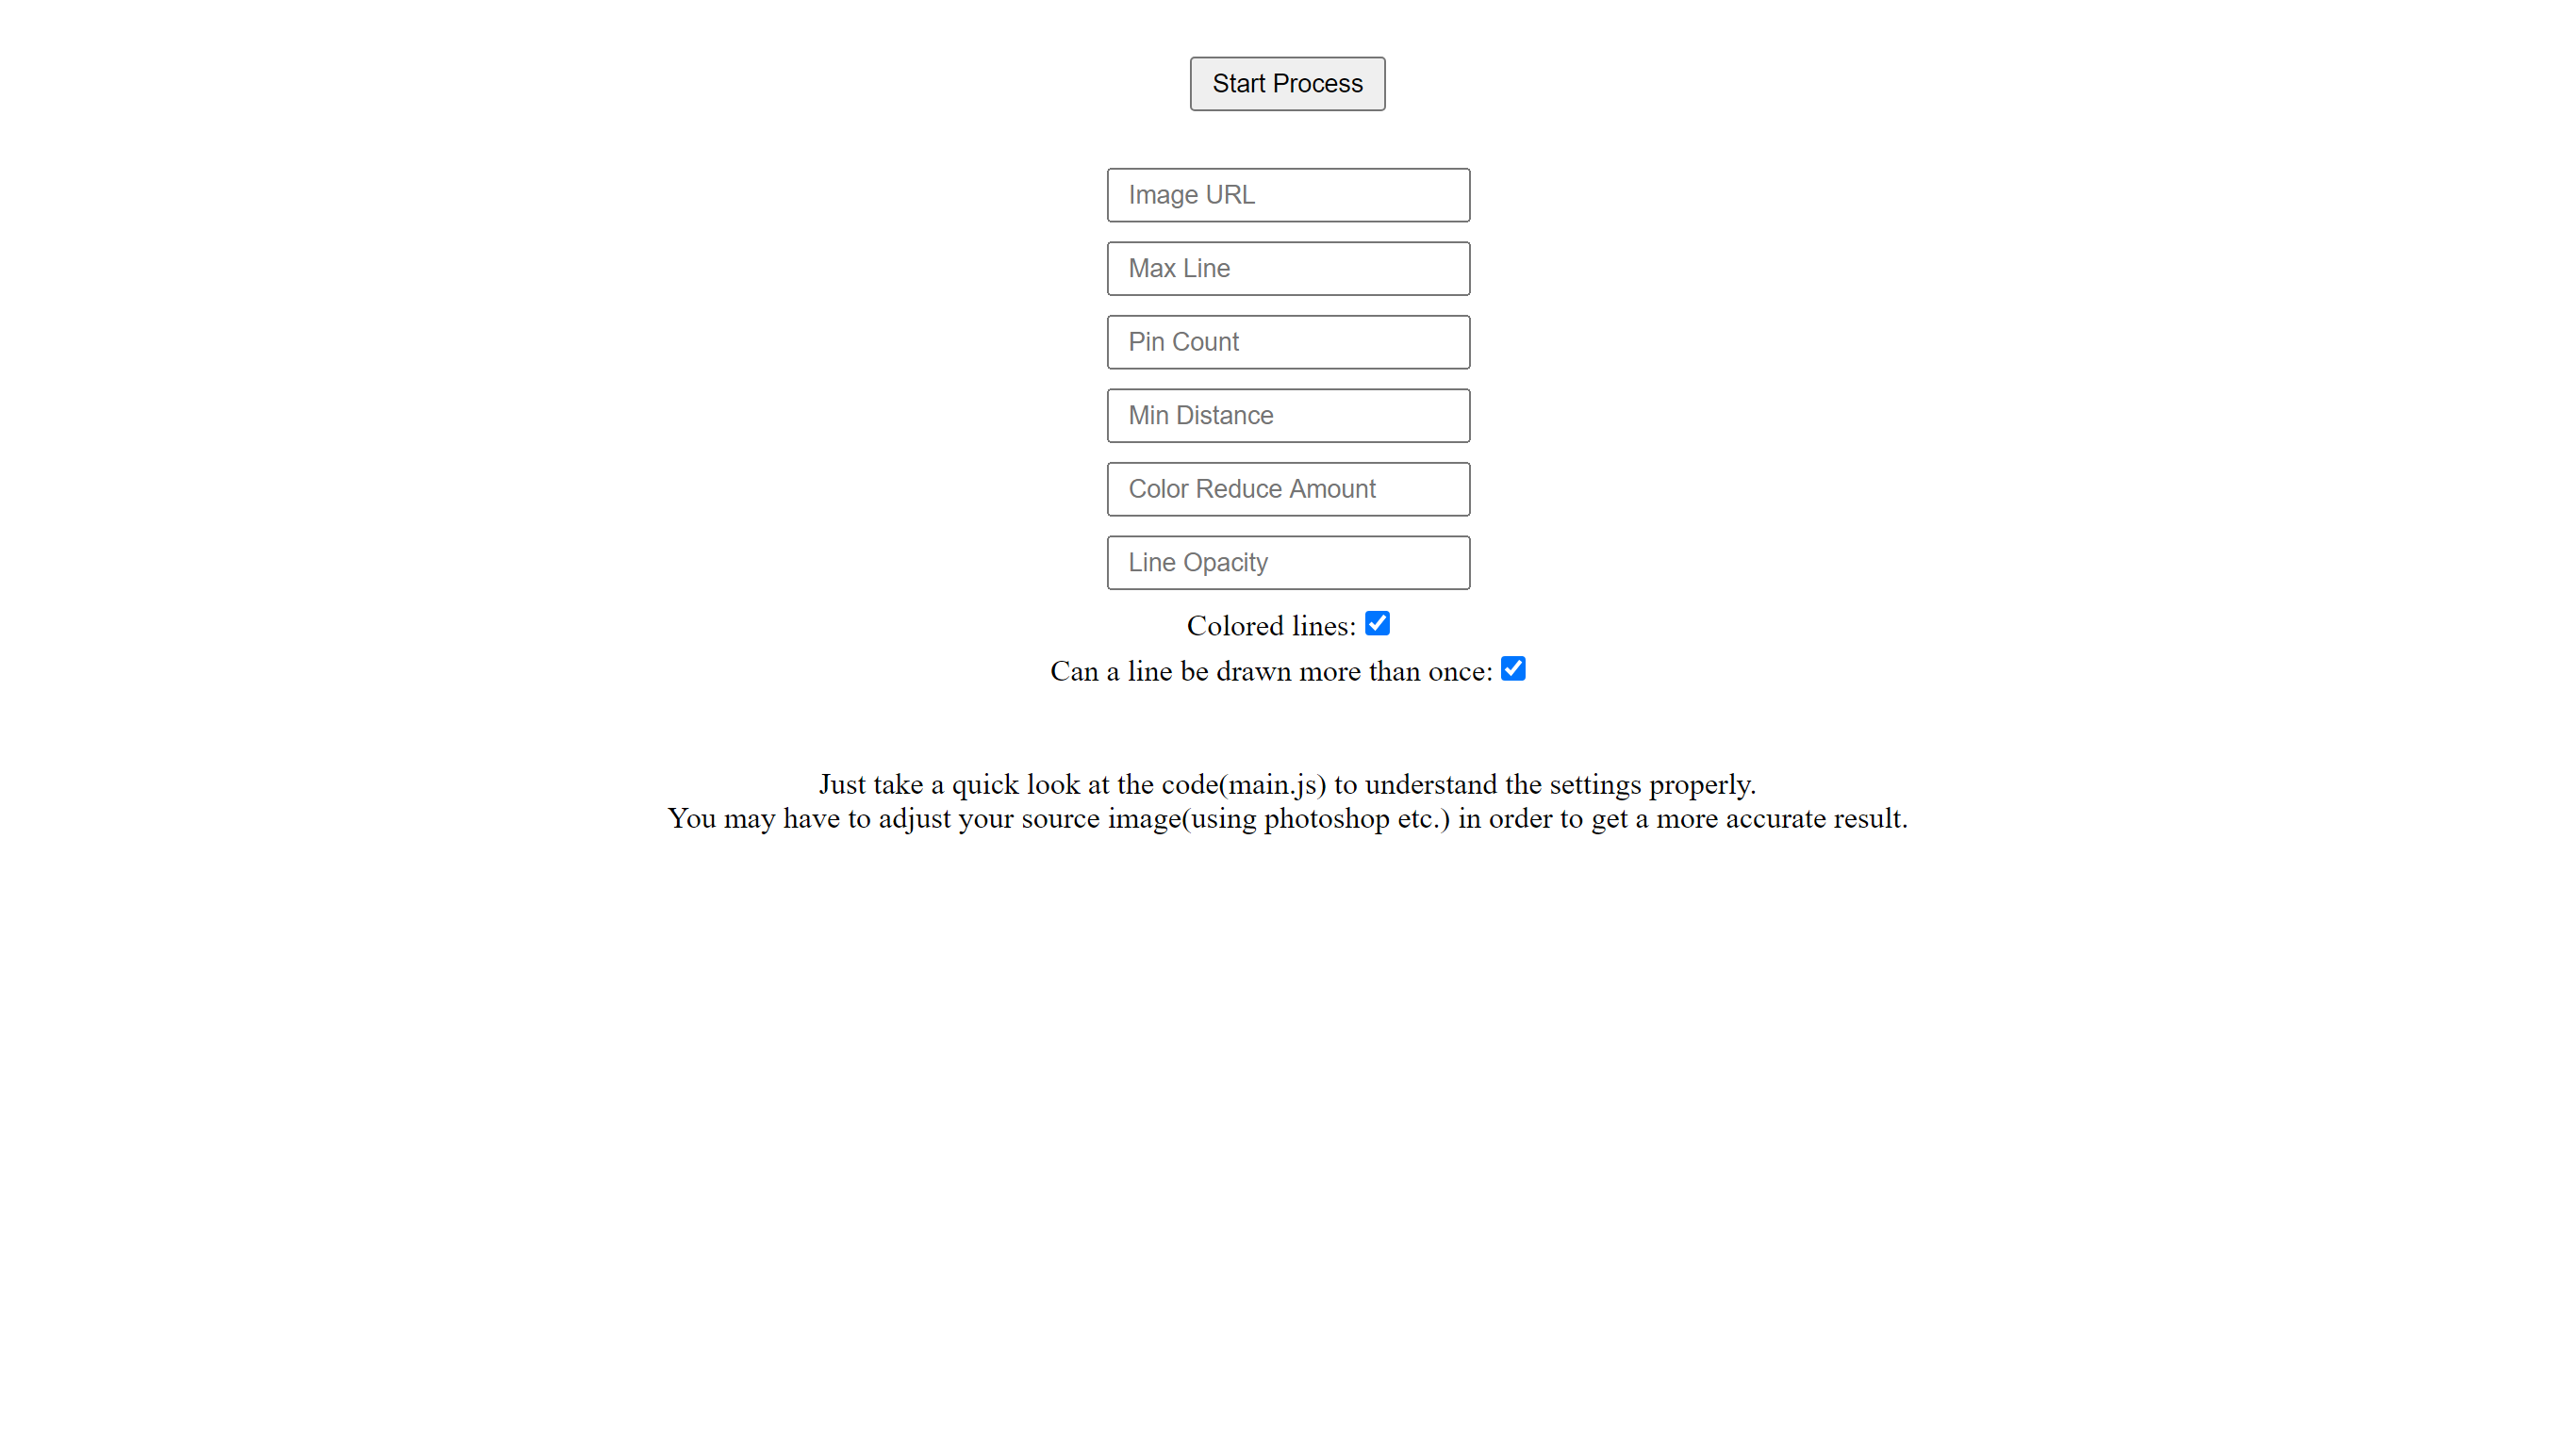 Start Process
Image URL
Max Line
Pin Count
Min Distance
Color Reduce Amount
Line Opacity
Colored lines:
Can a line be drawn more than once:
Just take a quick look at the code(main.js) to understand the settings properly.
You may have to adjust your source image(using photoshop etc.) in order to get a more accurate result.